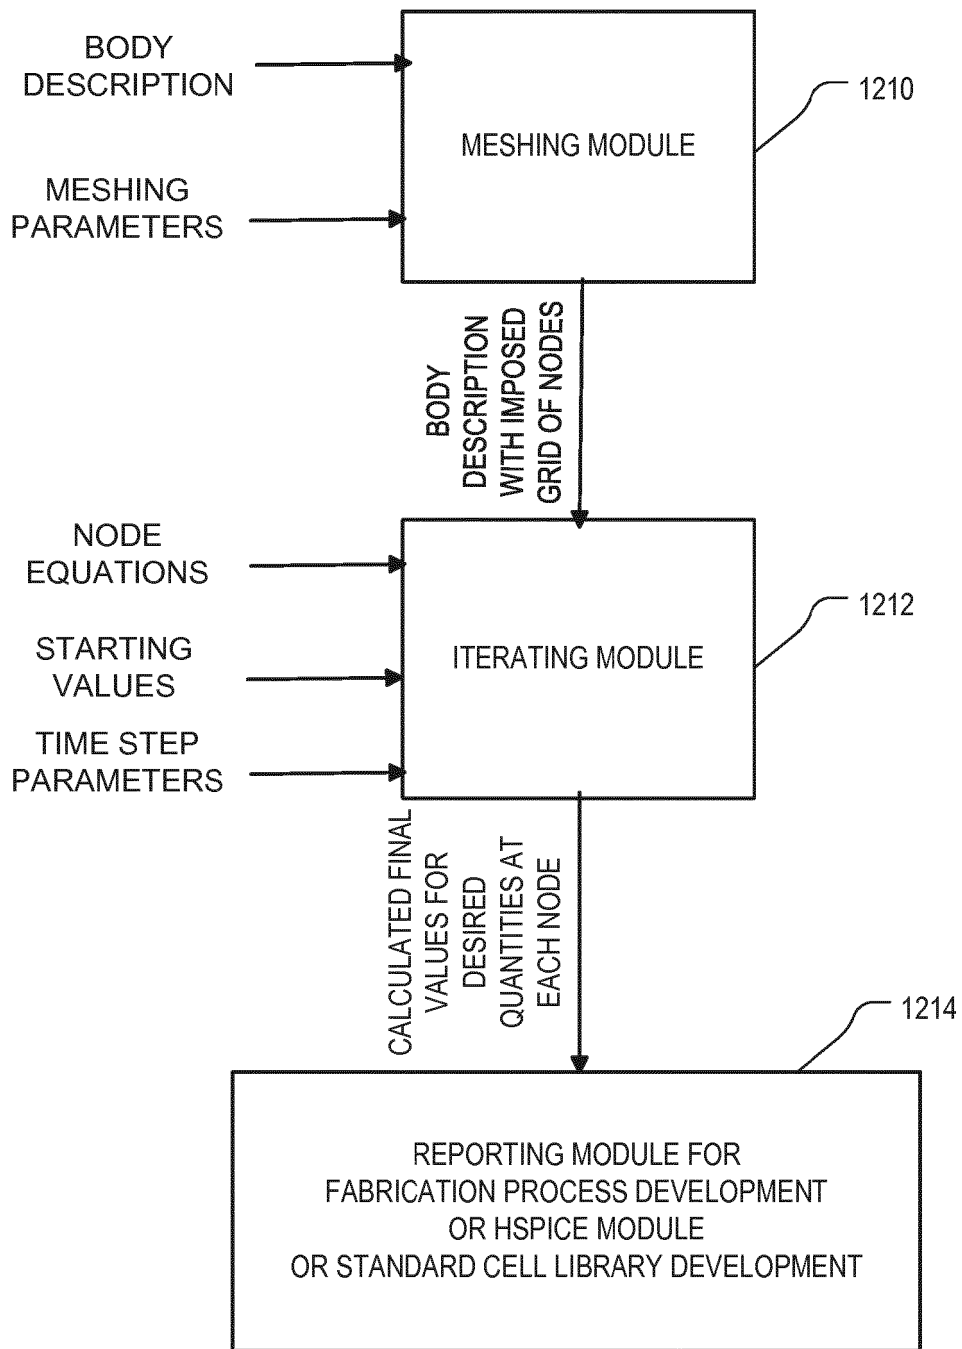 BODY
DESCRIPTION
MESHING MODULE
1210
MESHING
PARAMETERS
BODY
DESCRIPTION
WITH IMPOSED
GRID OF NODES
NODE
EQUATIONS
1212
STARTING
VALUES
ITERATING MODULE
TIME STEP
PARAMETERS
CALCULATED FINAL
VALUES FOR
DESIRED
QUANTITIES AT
EACH NODE
1214
REPORTING MODULE FOR
FABRICATION PROCESS DEVELOPMENT
OR HSPICE MODULE
OR STANDARD CELL LIBRARY DEVELOPMENT